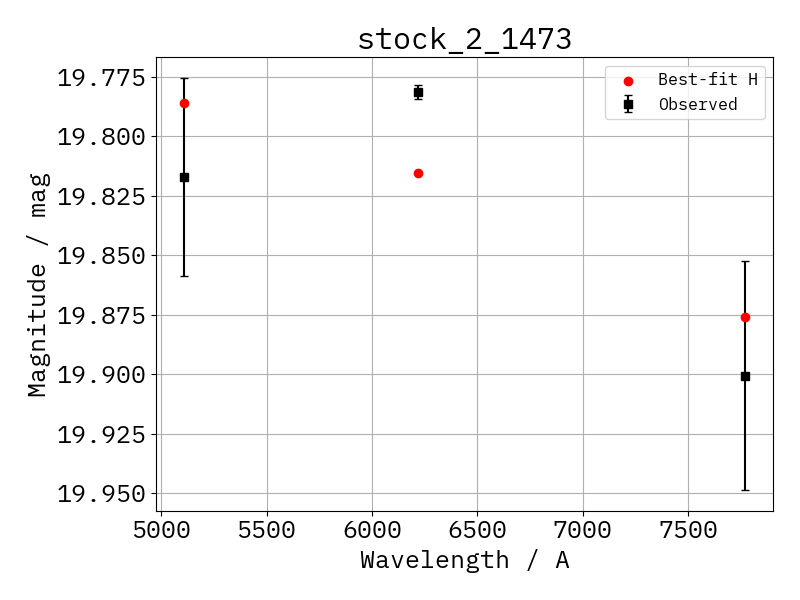 stock_2_1473
Best-fit H
Observed
19.775
19.800
19.825
19.850
19.875
19.900
19.925
19.950
Magnitude / mag
5000 5500 6000 6500 7000 7500
Wavelength / A